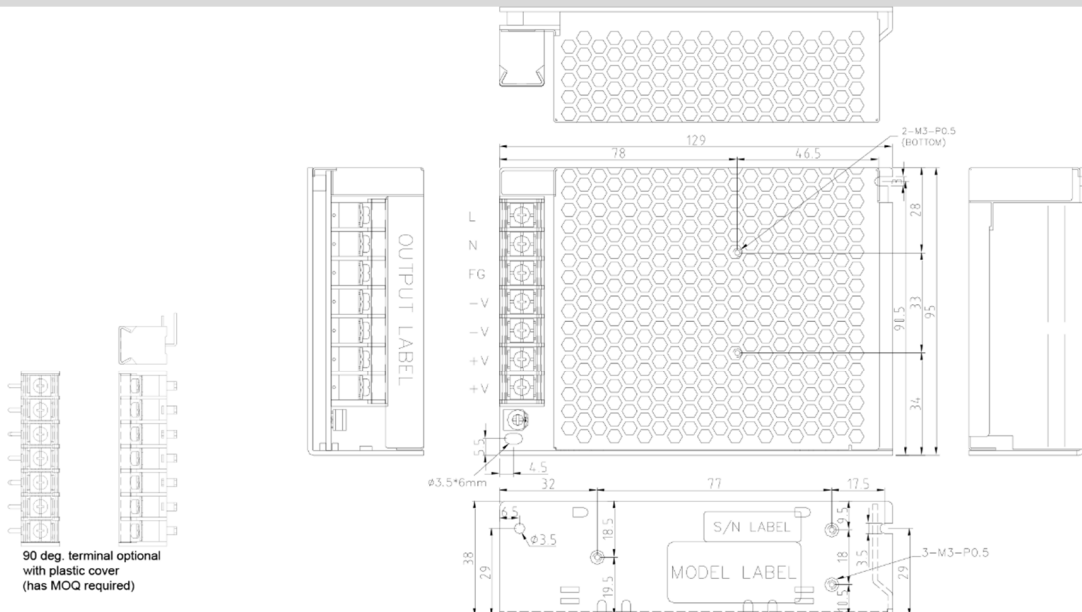 2-M3-P0.5
(BOTTOM)
129
78
46.5
L
N
FG
-V
-V
+V
+V
OUTPUT LABEL
28
33
34
90.5
95
5.5
4.5
ø3.5*6mm
32
77
17.5
6.5
Ø3.5
18.5
19.5
38
29
S/N LABEL
MODEL LABEL
9.5
18
10.5
3.5
29
3-M3-P0.5
90 deg. terminal optional
with plastic cover
(has MOQ required)